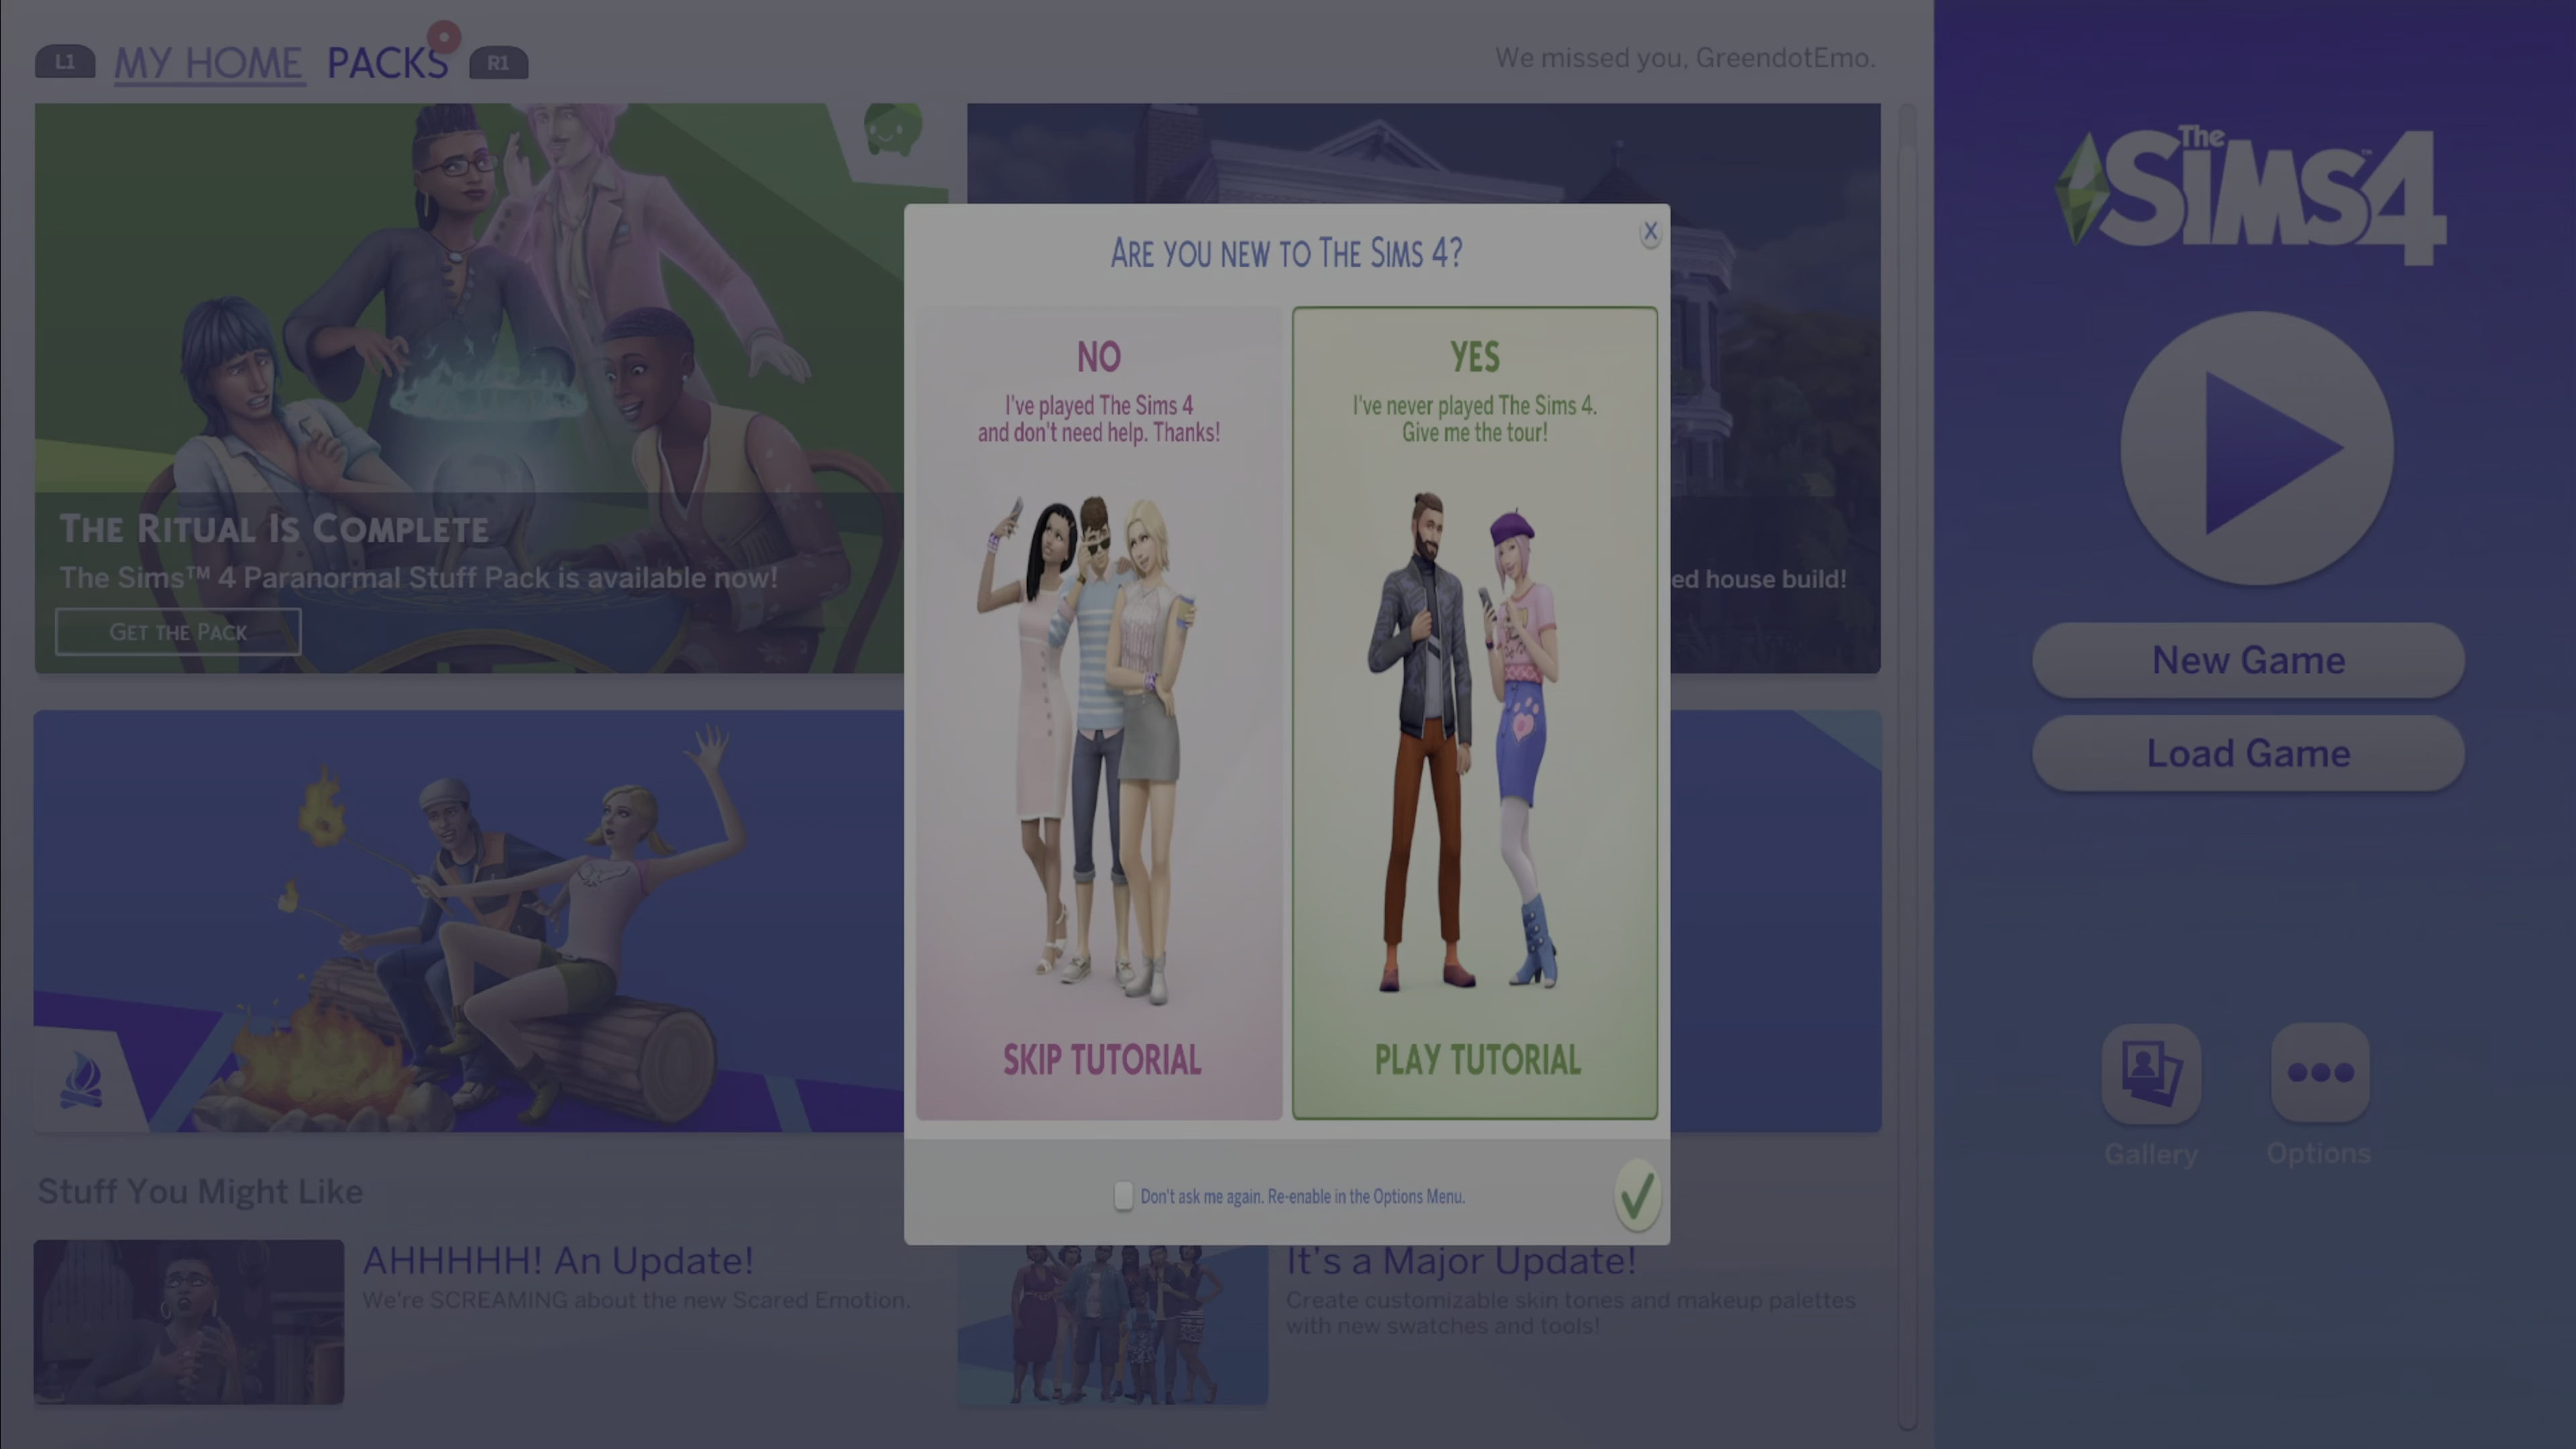 L1 MY HOME PACKS R1
We missed you, GreendotEmo.
THE RITUAL IS COMPLETE
The Sims™ 4 Paranormal Stuff Pack is available now!
GET THE PACK
ed house build!
ARE YOU NEW TO THE SIMS 4?
X
NO
I've played The Sims 4
and don't need help. Thanks!
SKIP TUTORIAL
YES
I've never played The Sims 4.
Give me the tour!
PLAY TUTORIAL
Don't ask me again. Re-enable in the Options Menu.
Stuff You Might Like
AHHHHH! An Update!
We're SCREAMING about the new Scared Emotion.
It's a Major Update!
Create customizable skin tones and makeup palettes
with new swatches and tools!
The SIMS 4
New Game
Load Game
Gallery
Options